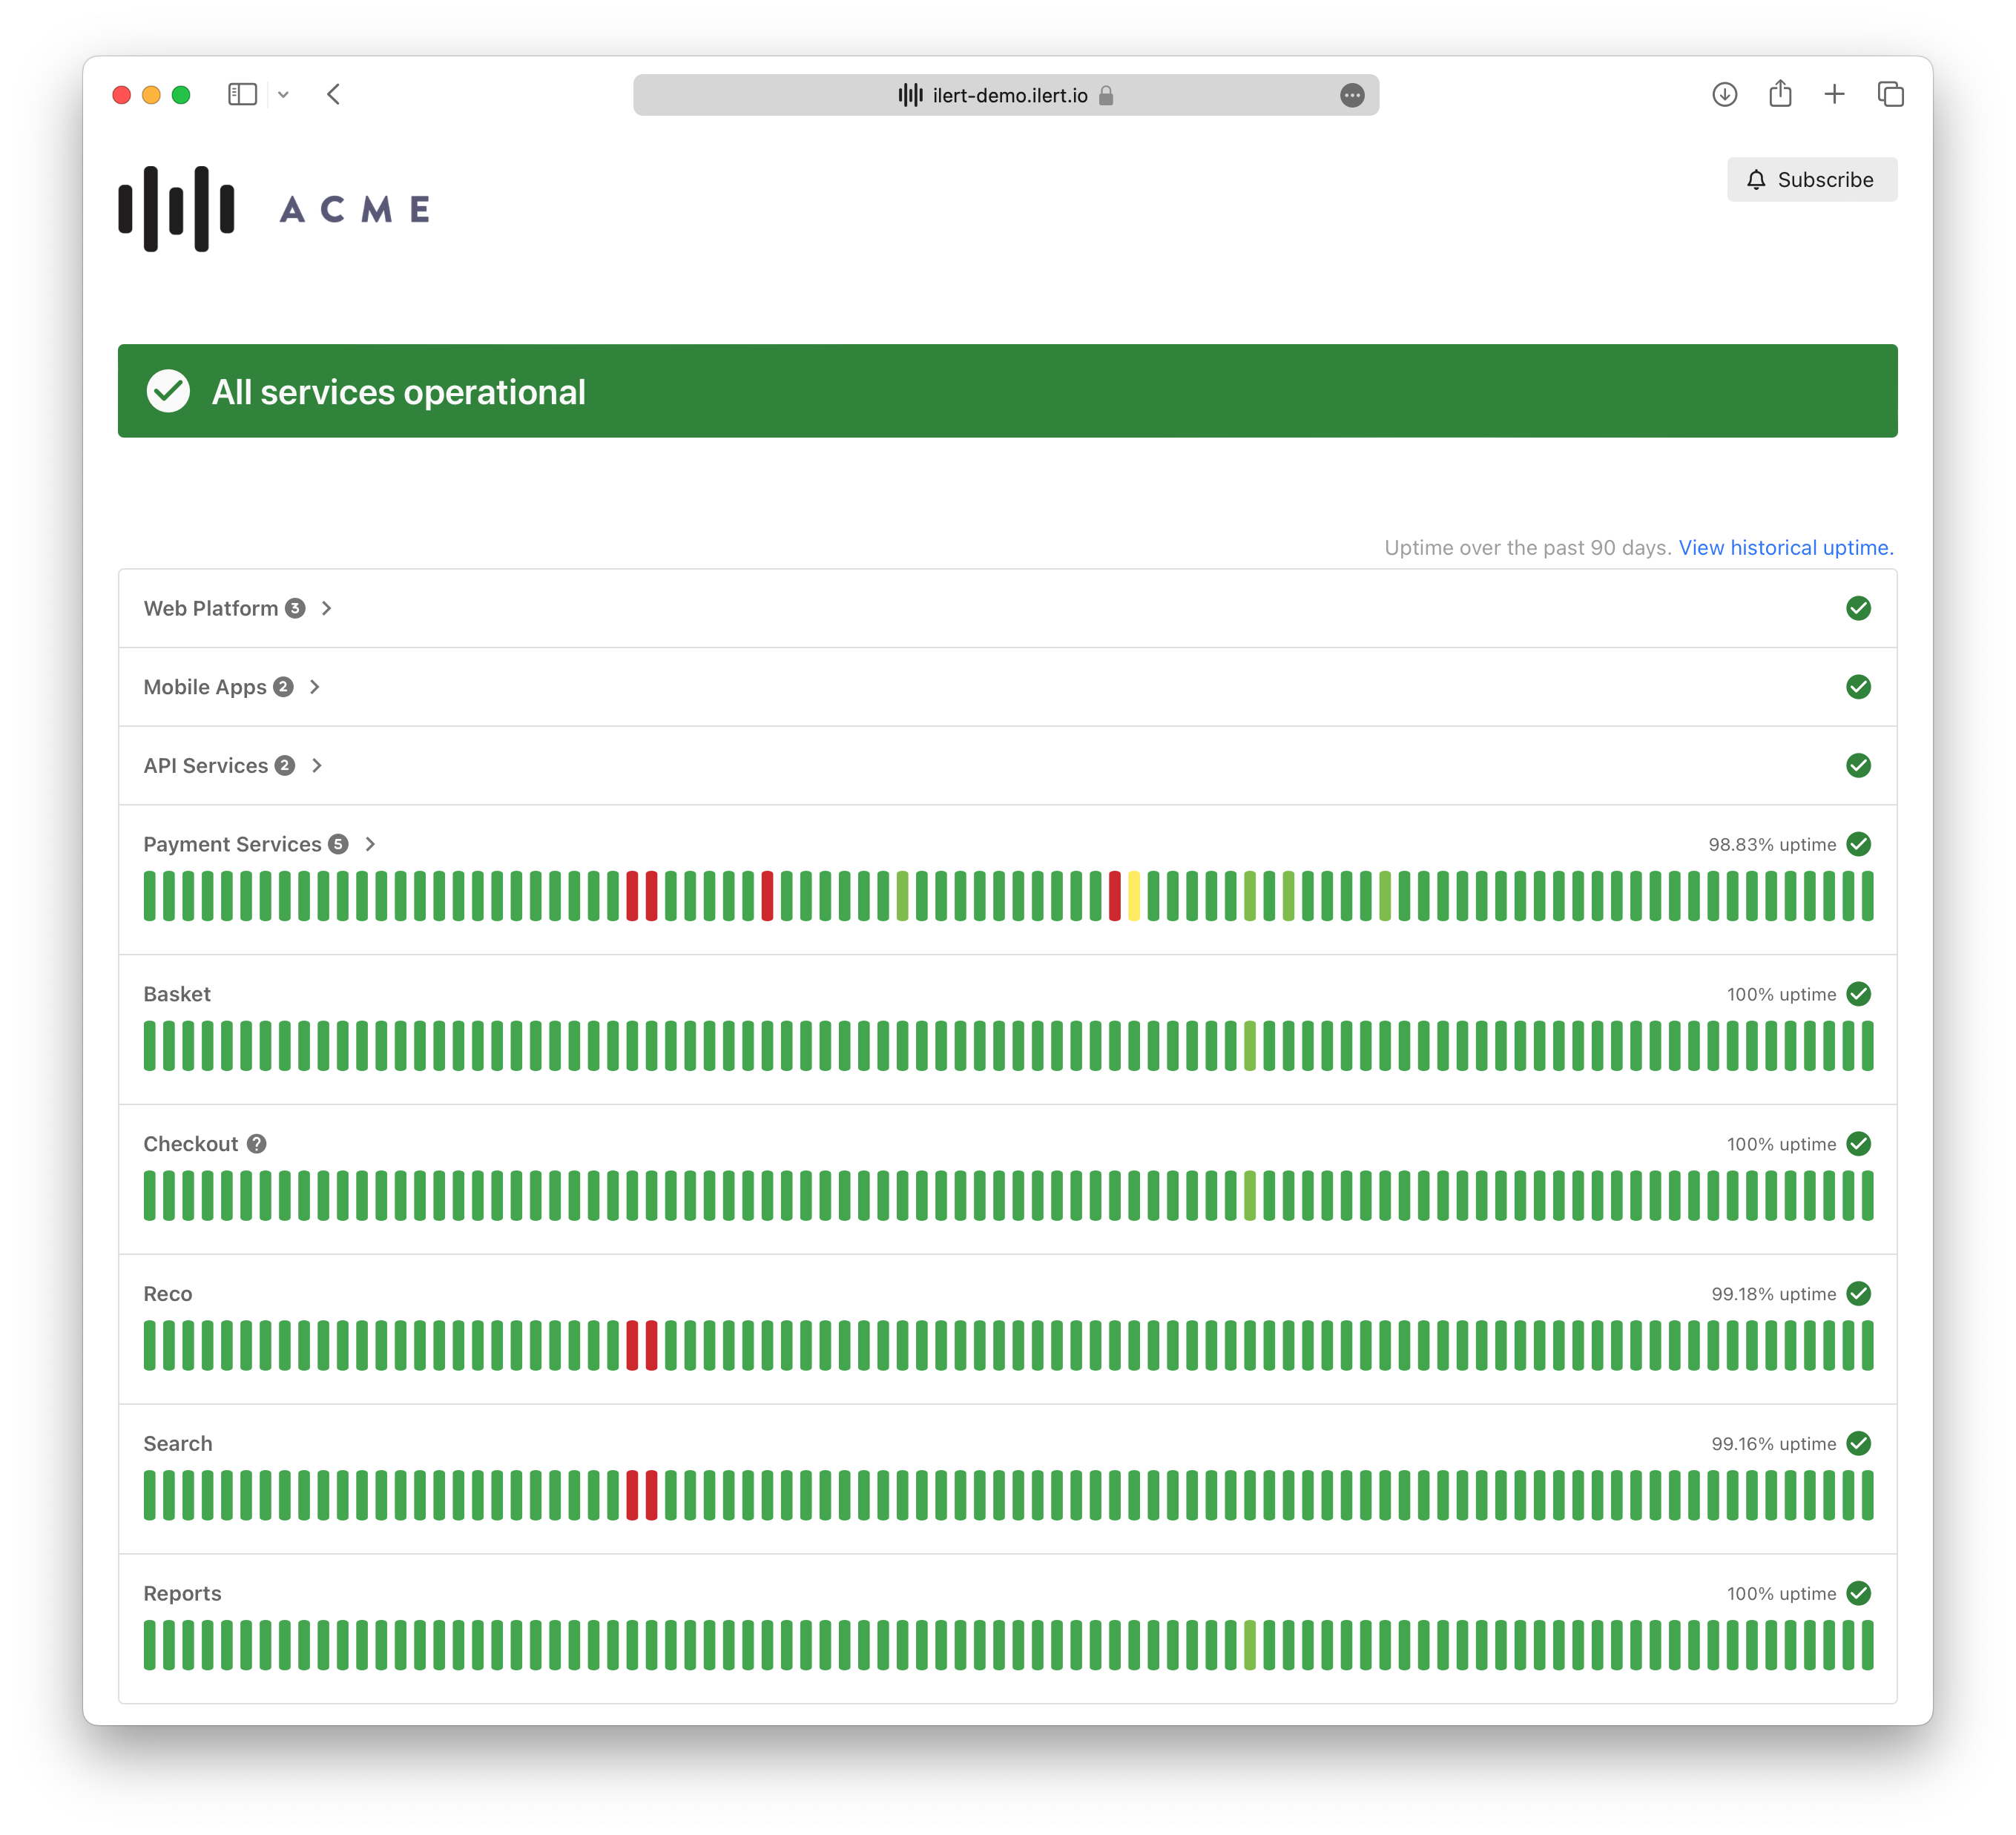 ilert-demo.ilert.io
ACME
Subscribe
All services operational
Uptime over the past 90 days. View historical uptime.
Web Platform 3
Mobile Apps 2
API Services 2
Payment Services 5 98.83% uptime
Basket 100% uptime
Checkout ? 100% uptime
Reco 99.18% uptime
Search 99.16% uptime
Reports 100% uptime